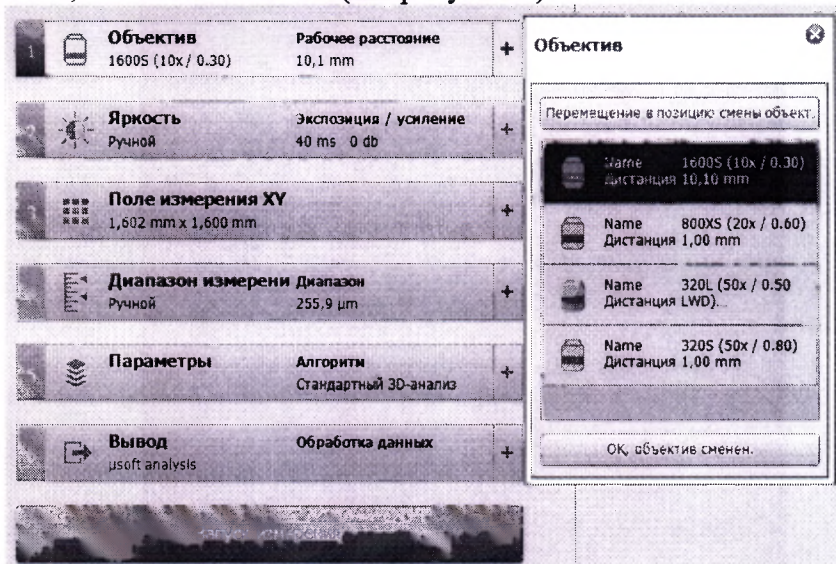 1
Объектив
1600S (10x / 0.30)
Рабочее расстояние
10,1 mm
+
2
Яркость
Ручной
Экспозиция / усиление
40 ms 0 db
+
3
Поле измерения XY
1,602 mm x 1,600 mm
+
Диапазон измерени
Ручной
Диапазон
255,9 µm
+
Параметры
Алгоритм
Стандартный 3D-анализ
+
Вывод
µsoft analysis
Обработка данных
+
Объектив
Перемещение в позицию смены объект.
Name 1600S (10x / 0.30)
Дистанция 10,10 mm
Name 800XS (20x / 0.60)
Дистанция 1,00 mm
Name 320L (50x / 0.50
Дистанция LWD)...
Name 320S (50x / 0.80)
Дистанция 1,00 mm
ОК, объектив сменен.